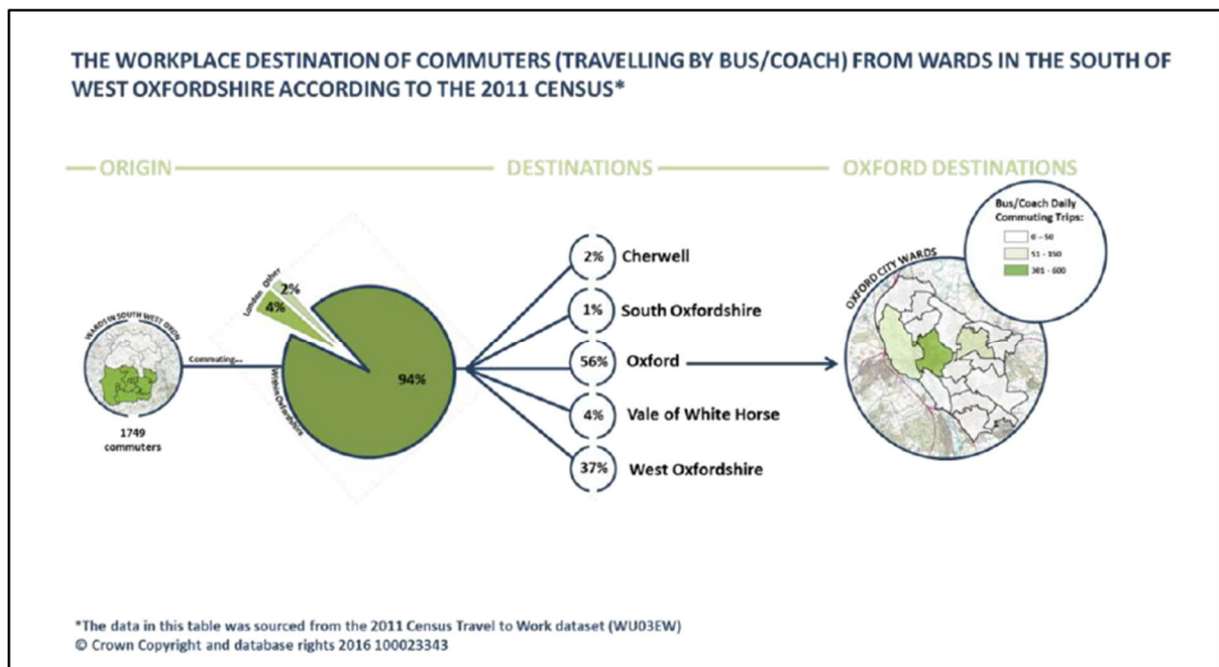 THE WORKPLACE DESTINATION OF COMMUTERS (TRAVELLING BY BUS/COACH) FROM WARDS IN THE SOUTH OF
WEST OXFORDSHIRE ACCORDING TO THE 2011 CENSUS*
ORIGIN
DESTINATIONS
OXFORD DESTINATIONS
Bus/Coach Daily
Commuting Trips:
0 – 50
51 - 150
301 - 600
OXFORD CITY WARDS
WARDS IN SOUTH WEST OXON
Commuting...
1749
commuters
London
4%
Other
2%
Within Oxfordshire
94%
2% Cherwell
1% South Oxfordshire
56% Oxford
4% Vale of White Horse
37% West Oxfordshire
*The data in this table was sourced from the 2011 Census Travel to Work dataset (WU03EW)
© Crown Copyright and database rights 2016 100023343